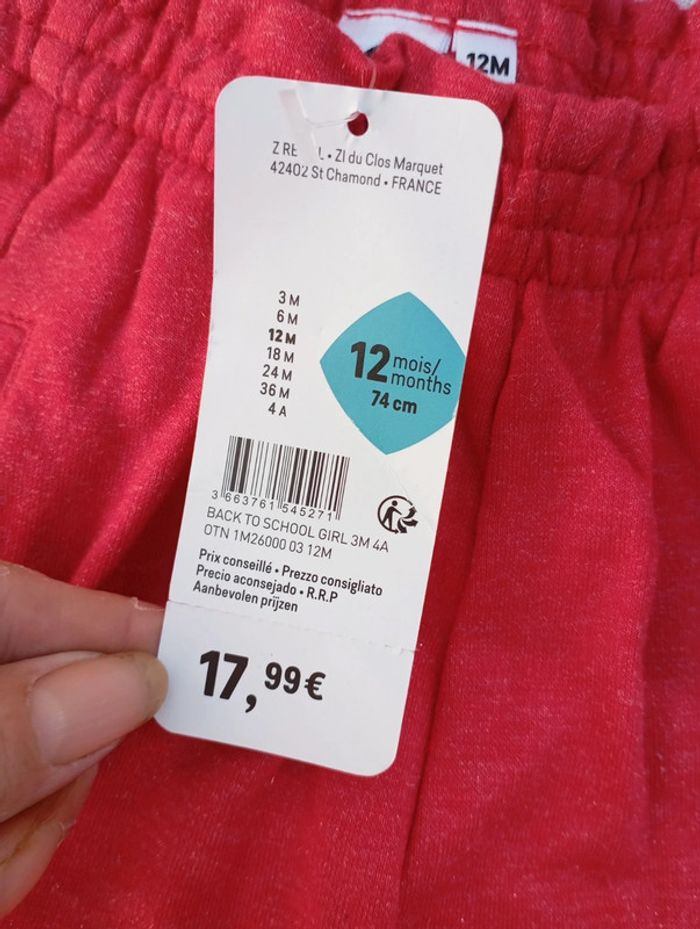 12M
Z • ZI du Clos Marquet
42402 St Chamond • FRANCE
3 M
6 M
12 M
18 M
24 M
36 M
4 A
12 mois/
months
74 cm
3 663761 545271
BACK TO SCHOOL GIRL 3M 4A
OTN 1M26000 03 12M
Prix conseillé • Prezzo consigliato
Precio aconsejado • R.R.P
Aanbevolen prijzen
17,99€